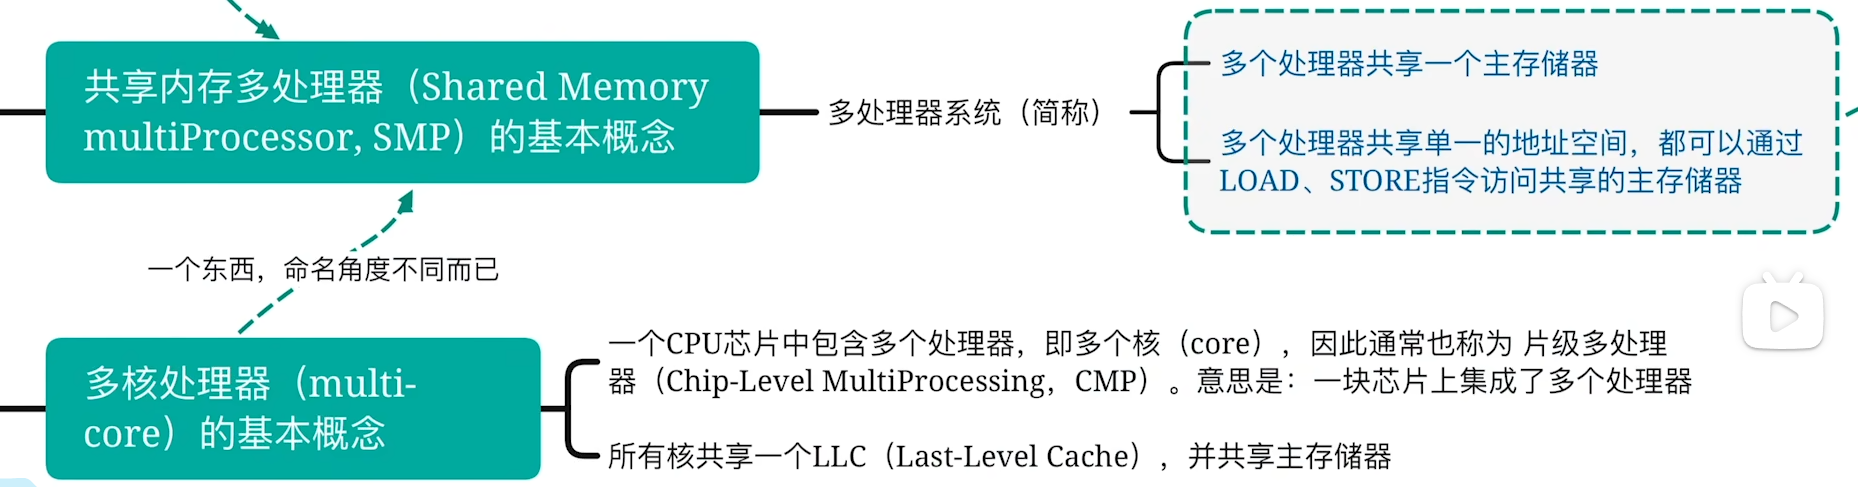 共享内存多处理器（Shared Memory
multiProcessor, SMP）的基本概念
多处理器系统（简称）
多个处理器共享一个主存储器
多个处理器共享单一的地址空间，都可以通过
LOAD、STORE指令访问共享的主存储器
一个东西，命名角度不同而已
多核处理器（multi-
core）的基本概念
一个CPU芯片中包含多个处理器，即多个核（core），因此通常也称为 片级多处理
器（Chip-Level MultiProcessing，CMP）。意思是：一块芯片上集成了多个处理器
所有核共享一个LLC（Last-Level Cache），并共享主存储器